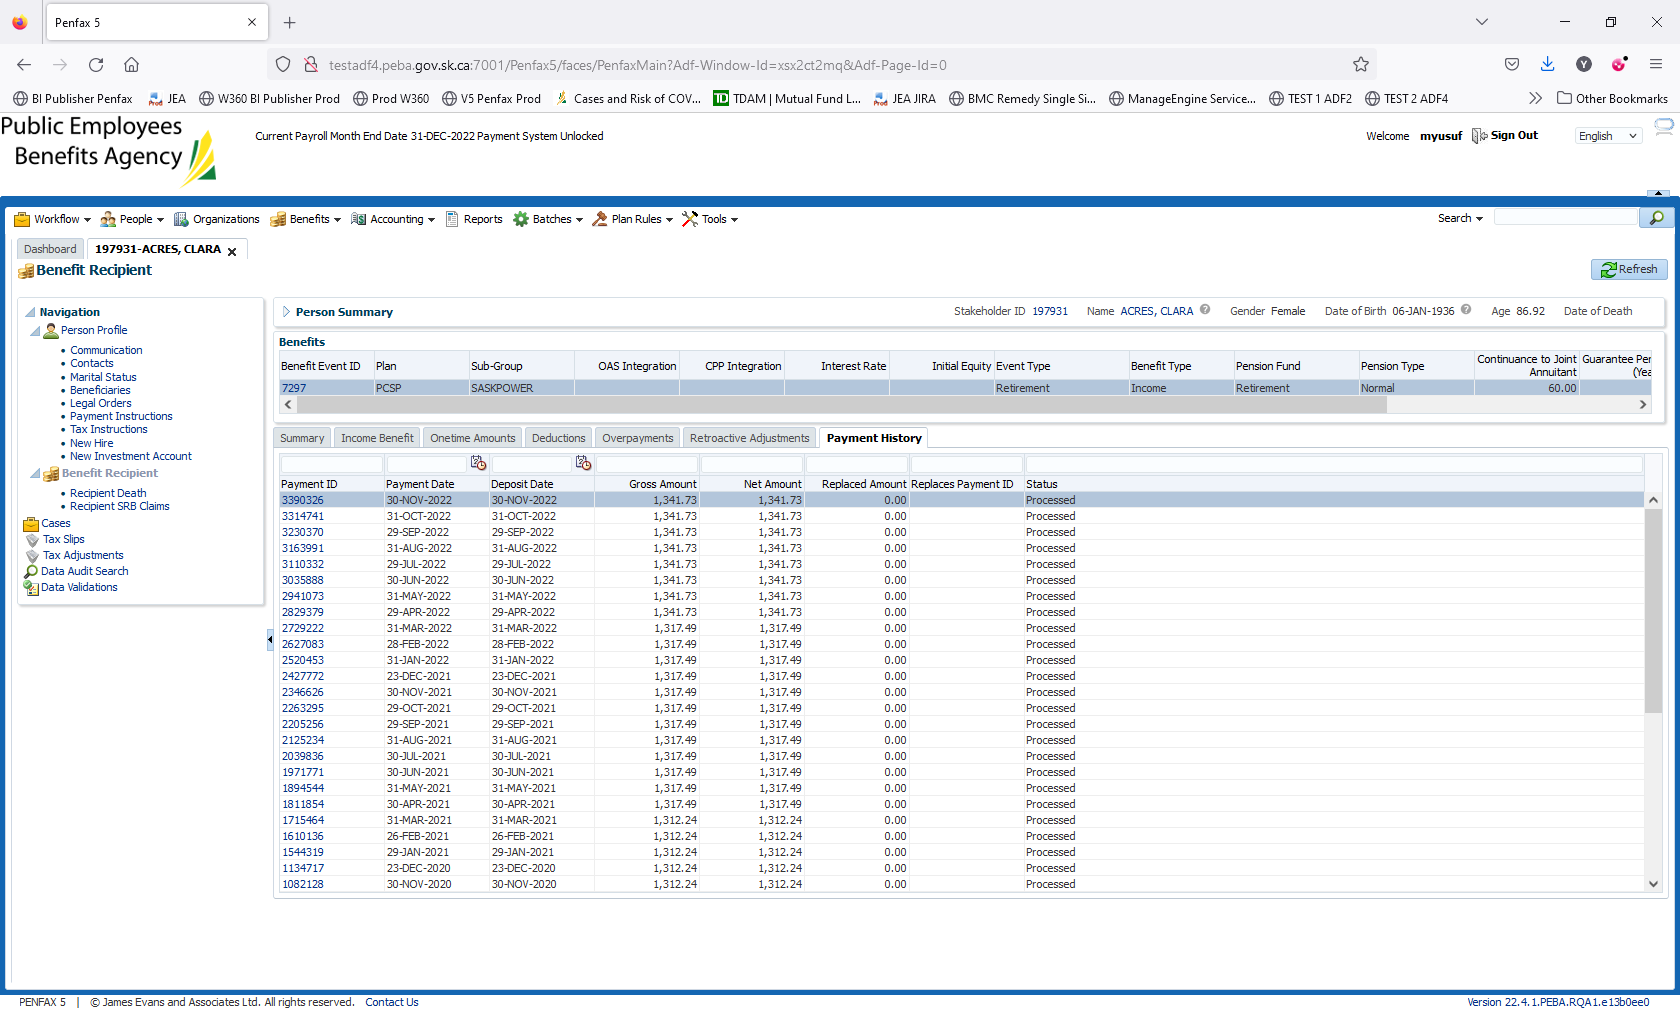 Penfax 5
testadf4.peba.gov.sk.ca:7001/Penfax5/faces/PenfaxMain?Adf-Window-Id=xsx2ct2mq&Adf-Page-Id=0
BI Publisher Penfax JEA W360 BI Publisher Prod Prod W360 V5 Penfax Prod Cases and Risk of COV... TDAM | Mutual Fund L... JEA JIRA BMC Remedy Single Si... ManageEngine Service... TEST 1 ADF2 TEST 2 ADF4 Other Bookmarks
Public Employees
Benefits Agency
Current Payroll Month End Date 31-DEC-2022 Payment System Unlocked
Welcome myusuf Sign Out English
Workflow People Organizations Benefits Accounting Reports Batches Plan Rules Tools Search
Dashboard 197931-ACRES, CLARA
Benefit Recipient
Refresh
Navigation
Person Profile
Communication
Contacts
Marital Status
Beneficiaries
Legal Orders
Payment Instructions
Tax Instructions
New Hire
New Investment Account
Benefit Recipient
Recipient Death
Recipient SRB Claims
Cases
Tax Slips
Tax Adjustments
Data Audit Search
Data Validations
Person Summary Stakeholder ID 197931 Name ACRES, CLARA Gender Female Date of Birth 06-JAN-1936 Age 86.92 Date of Death
Benefits
Benefit Event ID Plan Sub-Group OAS Integration CPP Integration Interest Rate Initial Equity Event Type Benefit Type Pension Fund Pension Type Continuance to Joint Annuitant Guarantee Per (Yea
7297 PCSP SASKPOWER Retirement Income Retirement Normal 60.00
Summary Income Benefit Onetime Amounts Deductions Overpayments Retroactive Adjustments Payment History
Payment ID Payment Date Deposit Date Gross Amount Net Amount Replaced Amount Replaces Payment ID Status
3390326 30-NOV-2022 30-NOV-2022 1,341.73 1,341.73 0.00 Processed
3314741 31-OCT-2022 31-OCT-2022 1,341.73 1,341.73 0.00 Processed
3230370 29-SEP-2022 29-SEP-2022 1,341.73 1,341.73 0.00 Processed
3163991 31-AUG-2022 31-AUG-2022 1,341.73 1,341.73 0.00 Processed
3110332 29-JUL-2022 29-JUL-2022 1,341.73 1,341.73 0.00 Processed
3035888 30-JUN-2022 30-JUN-2022 1,341.73 1,341.73 0.00 Processed
2941073 31-MAY-2022 31-MAY-2022 1,341.73 1,341.73 0.00 Processed
2829379 29-APR-2022 29-APR-2022 1,341.73 1,341.73 0.00 Processed
2729222 31-MAR-2022 31-MAR-2022 1,317.49 1,317.49 0.00 Processed
2627083 28-FEB-2022 28-FEB-2022 1,317.49 1,317.49 0.00 Processed
2520453 31-JAN-2022 31-JAN-2022 1,317.49 1,317.49 0.00 Processed
2427772 23-DEC-2021 23-DEC-2021 1,317.49 1,317.49 0.00 Processed
2346626 30-NOV-2021 30-NOV-2021 1,317.49 1,317.49 0.00 Processed
2263295 29-OCT-2021 29-OCT-2021 1,317.49 1,317.49 0.00 Processed
2205256 29-SEP-2021 29-SEP-2021 1,317.49 1,317.49 0.00 Processed
2125234 31-AUG-2021 31-AUG-2021 1,317.49 1,317.49 0.00 Processed
2039836 30-JUL-2021 30-JUL-2021 1,317.49 1,317.49 0.00 Processed
1971771 30-JUN-2021 30-JUN-2021 1,317.49 1,317.49 0.00 Processed
1894544 31-MAY-2021 31-MAY-2021 1,317.49 1,317.49 0.00 Processed
1811854 30-APR-2021 30-APR-2021 1,317.49 1,317.49 0.00 Processed
1715464 31-MAR-2021 31-MAR-2021 1,312.24 1,312.24 0.00 Processed
1610136 26-FEB-2021 26-FEB-2021 1,312.24 1,312.24 0.00 Processed
1544319 29-JAN-2021 29-JAN-2021 1,312.24 1,312.24 0.00 Processed
1134717 23-DEC-2020 23-DEC-2020 1,312.24 1,312.24 0.00 Processed
1082128 30-NOV-2020 30-NOV-2020 1,312.24 1,312.24 0.00 Processed
PENFAX 5 | © James Evans and Associates Ltd. All rights reserved. Contact Us Version 22.4.1.PEBA.RQA1.e13b0ee0